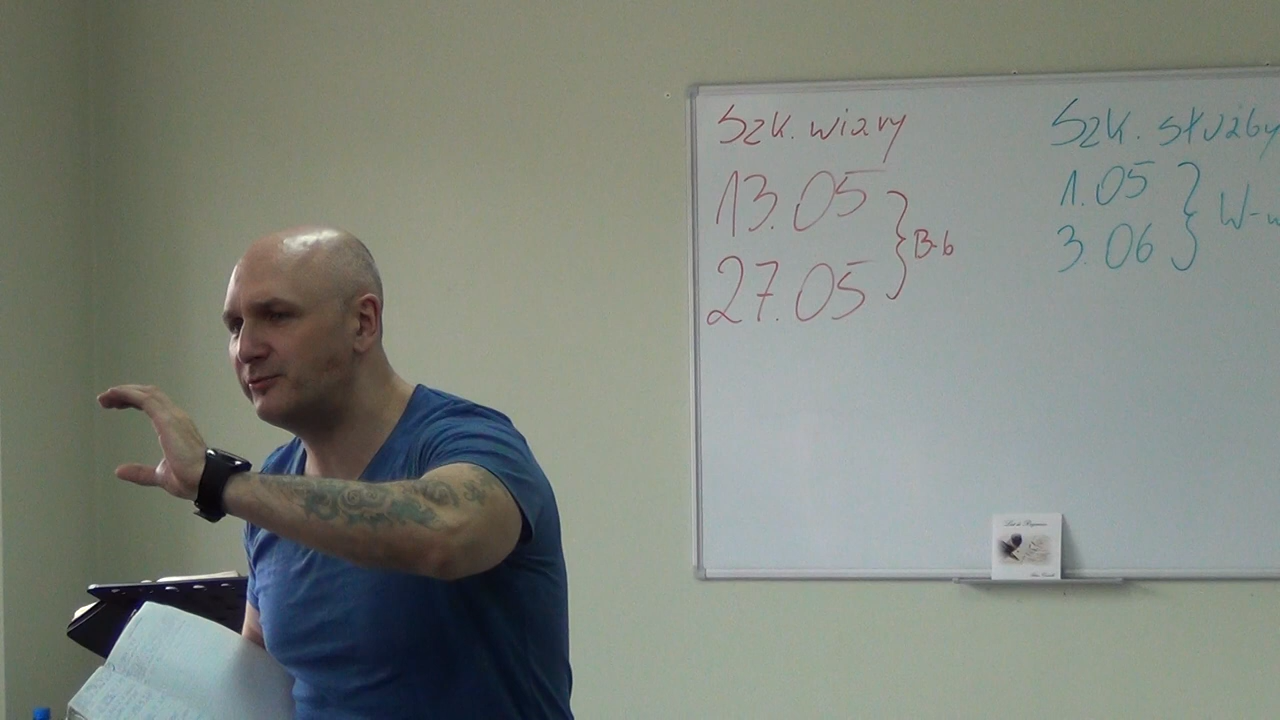 Szk. wiary
13.05
27.05
B-b
Szk. służby
1.05
3.06
W-w